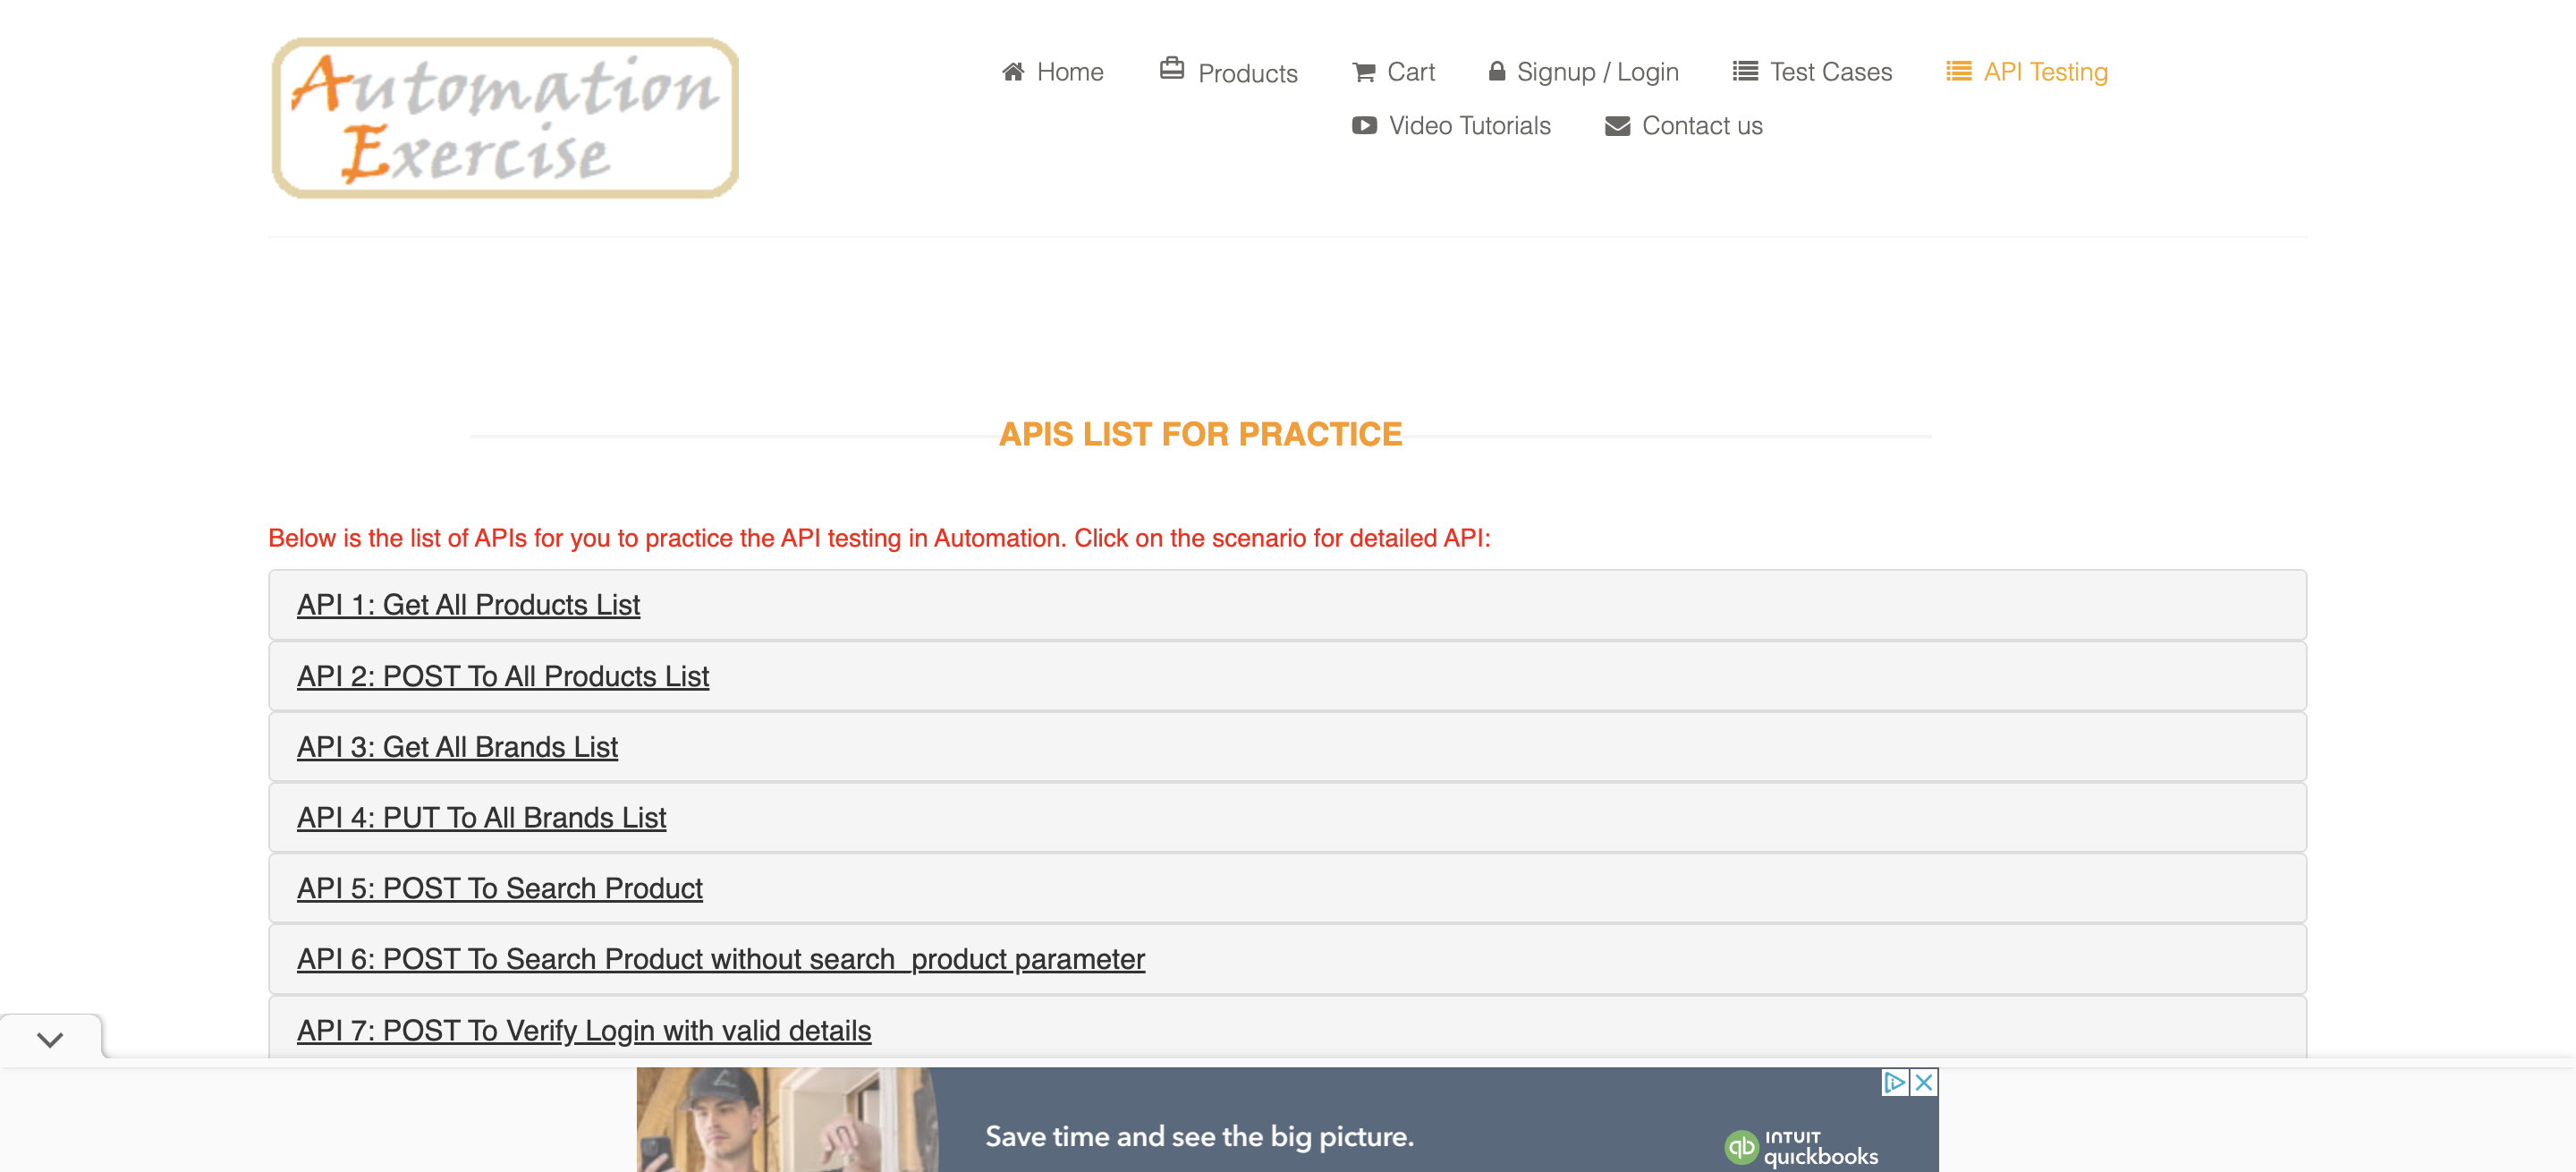 Automation
Exercise
Home
Products
Cart
Signup / Login
Test Cases
API Testing
Video Tutorials
Contact us
APIS LIST FOR PRACTICE
Below is the list of APIs for you to practice the API testing in Automation. Click on the scenario for detailed API:
API 1: Get All Products List
API 2: POST To All Products List
API 3: Get All Brands List
API 4: PUT To All Brands List
API 5: POST To Search Product
API 6: POST To Search Product without search_product parameter
API 7: POST To Verify Login with valid details
Save time and see the big picture.
qb
INTUIT
quickbooks